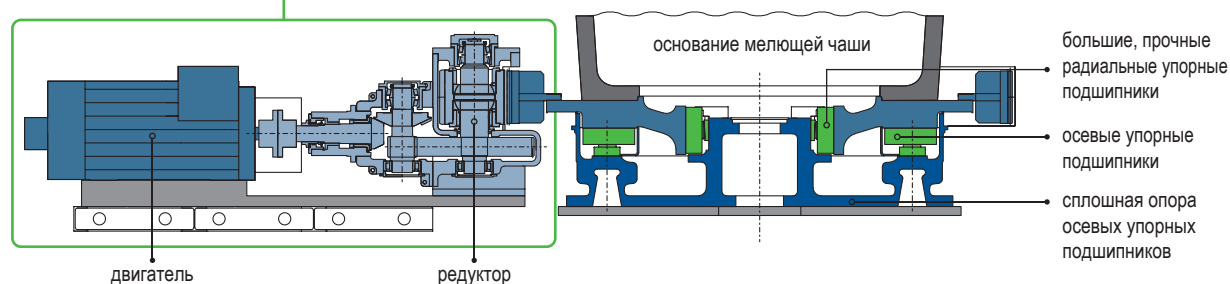 основание мелющей чаши
большие, прочные
радиальные упорные
подшипники
осевые упорные
подшипники
сплошная опора
осевых упорных
подшипников
двигатель
редуктор